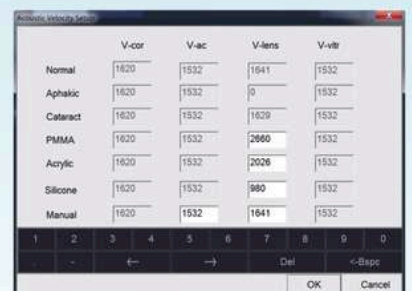 Acoustic Velocity Setup
V-cor V-ac V-lens V-vitr
Normal 1620 1532 1641 1532
Aphakic 1620 1532 0 1532
Cataract 1620 1532 1629 1532
PMMA 1620 1532 2660 1532
Acrylic 1620 1532 2026 1532
Silicone 1620 1532 980 1532
Manual 1620 1532 1641 1532
1 2 3 4 5 6 7 8 9 0
. - ← → Del <-Bspc
OK Cancel